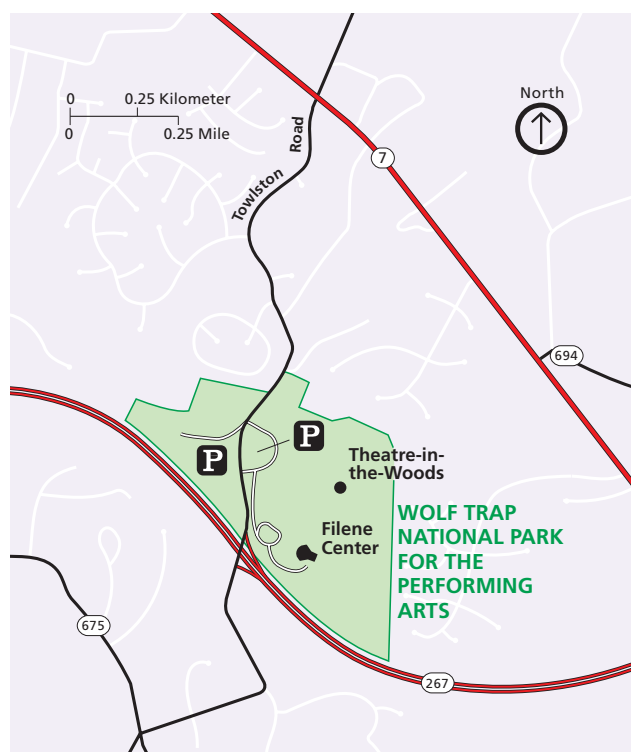 0 0.25 Kilometer
0 0.25 Mile
North
Towlston Road
7
694
P
P
Theatre-in-
the-Woods
Filene
Center
WOLF TRAP
NATIONAL PARK
FOR THE
PERFORMING
ARTS
675
267